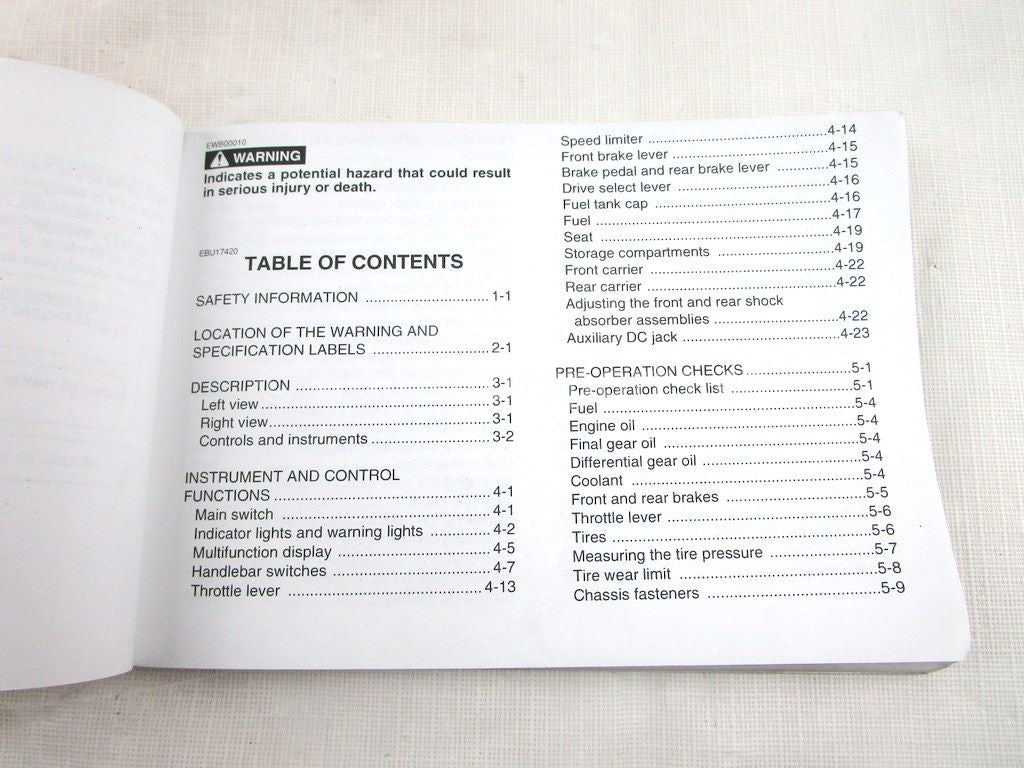 EWB00010
WARNING
Indicates a potential hazard that could result
in serious injury or death.
EBU17420
TABLE OF CONTENTS
SAFETY INFORMATION ............................ 1-1
LOCATION OF THE WARNING AND
SPECIFICATION LABELS ........................... 2-1
DESCRIPTION ............................................ 3-1
Left view .................................................... 3-1
Right view .................................................. 3-1
Controls and instruments ........................... 3-2
INSTRUMENT AND CONTROL
FUNCTIONS ................................................ 4-1
Main switch ............................................... 4-1
Indicator lights and warning lights .............. 4-2
Multifunction display .................................. 4-5
Handlebar switches ................................... 4-7
Throttle lever ............................................ 4-13
Speed limiter ............................................ 4-14
Front brake lever ...................................... 4-15
Brake pedal and rear brake lever ............ 4-15
Drive select lever ..................................... 4-16
Fuel tank cap ........................................... 4-16
Fuel ......................................................... 4-17
Seat ......................................................... 4-19
Storage compartments ............................ 4-19
Front carrier ............................................. 4-22
Rear carrier ............................................. 4-22
Adjusting the front and rear shock
absorber assemblies .............................. 4-22
Auxiliary DC jack ..................................... 4-23
PRE-OPERATION CHECKS ......................... 5-1
Pre-operation check list ............................. 5-1
Fuel ........................................................... 5-4
Engine oil .................................................. 5-4
Final gear oil ............................................. 5-4
Differential gear oil .................................... 5-4
Coolant ..................................................... 5-4
Front and rear brakes ............................... 5-5
Throttle lever ............................................. 5-6
Tires .......................................................... 5-6
Measuring the tire pressure ...................... 5-7
Tire wear limit ........................................... 5-8
Chassis fasteners ..................................... 5-9